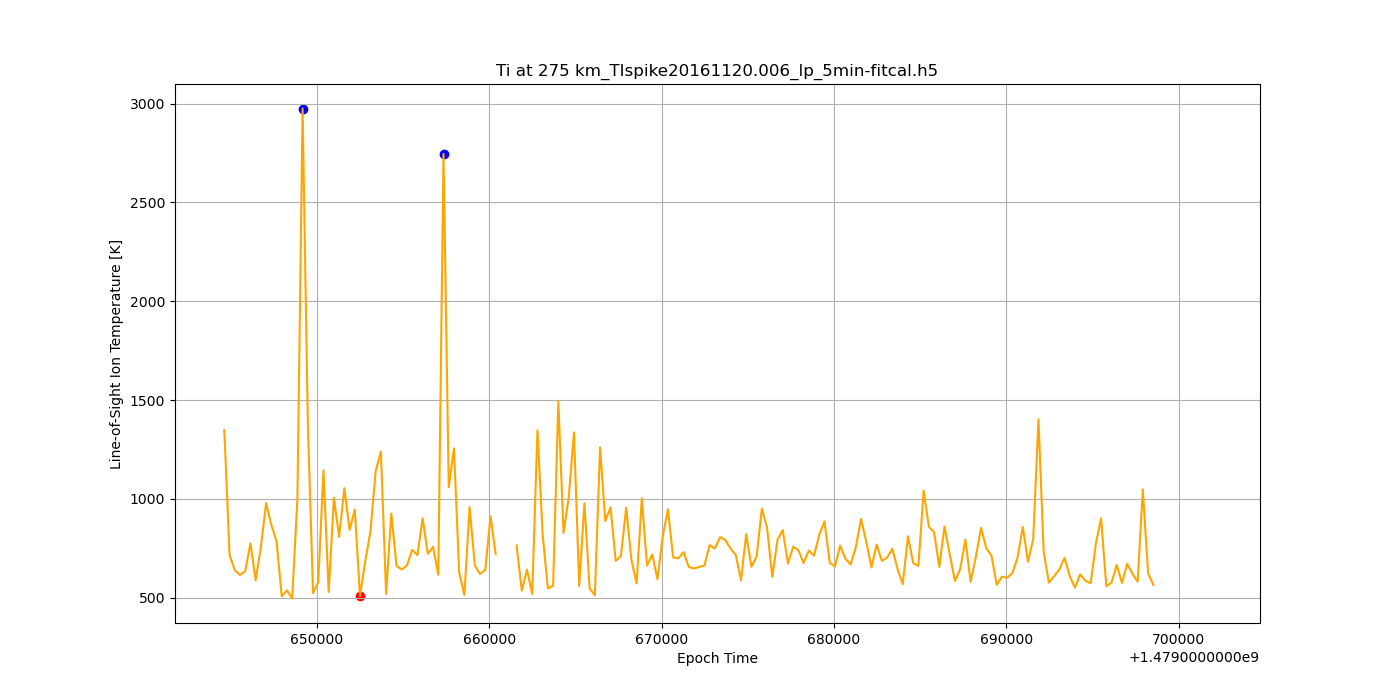 Ti at 275 km_TIspike20161120.006_lp_5min-fitcal.h5
Line-of-Sight Ion Temperature [K]
3000
2500
2000
1500
1000
500
650000 660000 670000 680000 690000 700000
Epoch Time
+1.4790000000e9